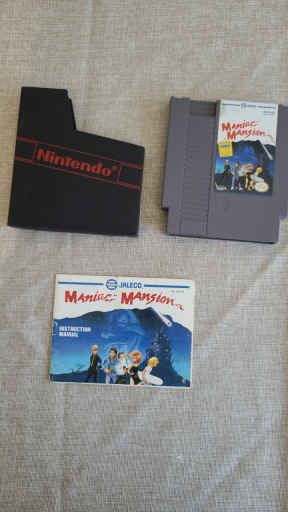 Nintendo®
Maniac
Mansion
JALECO
Maniac Mansion
INSTRUCTION
MANUAL